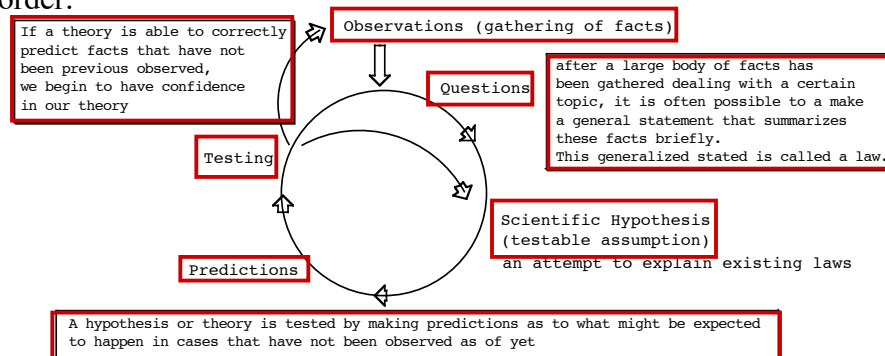 order.
If a theory is able to correctly
predict facts that have not
been previous observed,
we begin to have confidence
in our theory
Observations (gathering of facts)
Questions
after a large body of facts has
been gathered dealing with a certain
topic, it is often possible to a make
a general statement that summarizes
these facts briefly.
This generalized stated is called a law.
Testing
Scientific Hypothesis
(testable assumption)
an attempt to explain existing laws
Predictions
A hypothesis or theory is tested by making predictions as to what might be expected
to happen in cases that have not been observed as of yet